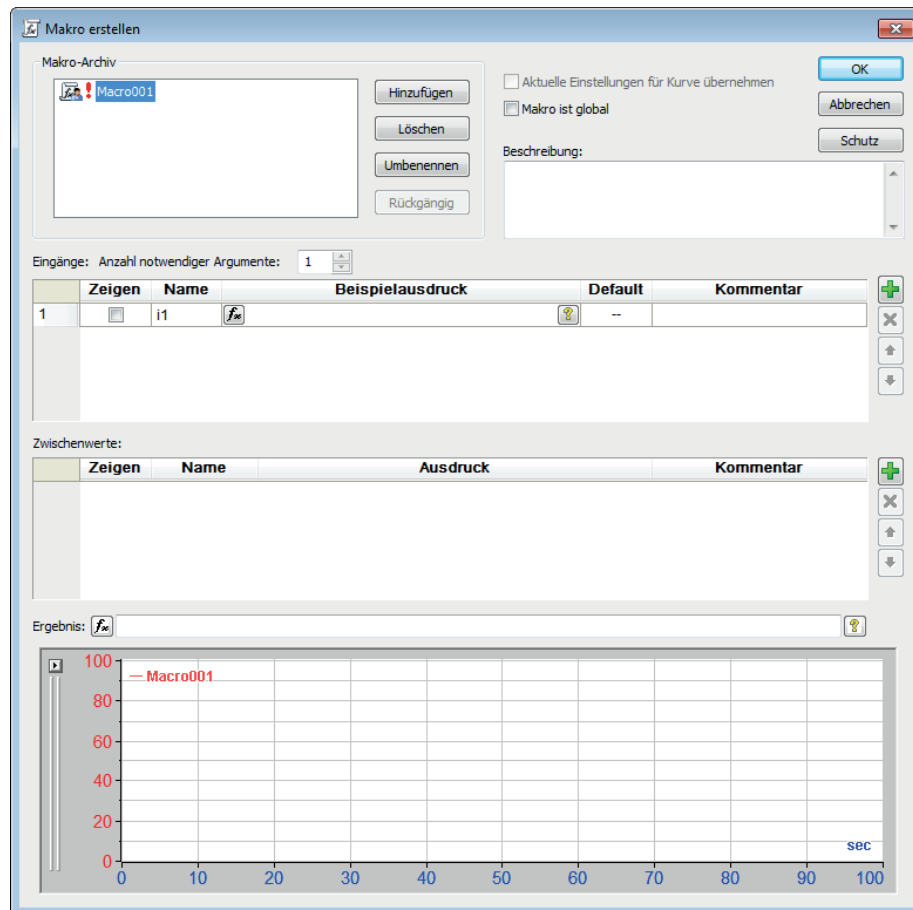 Makro erstellen
Makro-Archiv
Macro001
Hinzufügen
Löschen
Umbenennen
Rückgängig
Aktuelle Einstellungen für Kurve übernehmen
Makro ist global
Beschreibung:
OK
Abbrechen
Schutz
Eingänge: Anzahl notwendiger Argumente: 1
Zeigen Name Beispielausdruck Default Kommentar
1 i1 fx ? --
Zwischenwerte:
Zeigen Name Ausdruck Kommentar
Ergebnis: fx ?
Macro001
100
80
60
40
20
0
sec
0 10 20 30 40 50 60 70 80 90 100